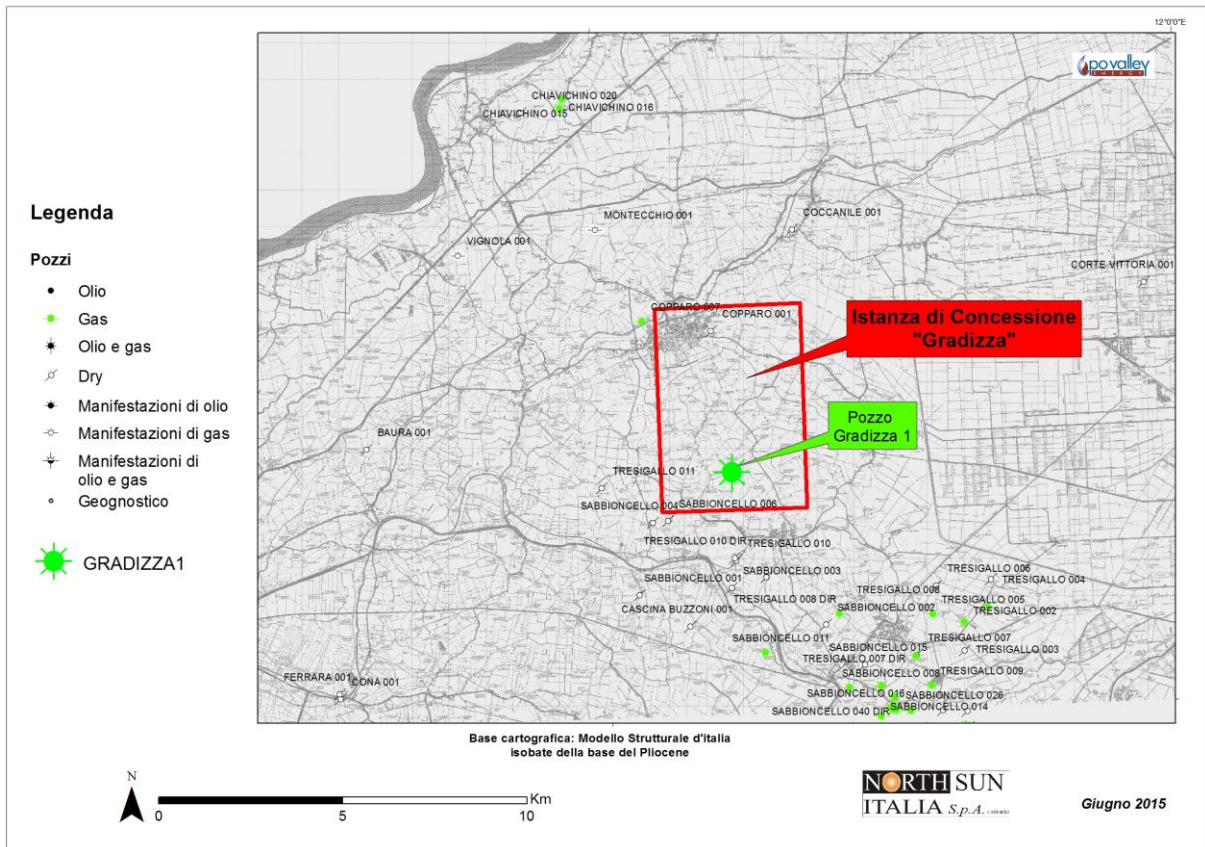 12°0'0"E
po valley
ENERGY
CHIAVICHINO 020
CHIAVICHINO 016
CHIAVICHINO 015
Legenda
Pozzi
Olio
Gas
Olio e gas
Dry
Manifestazioni di olio
Manifestazioni di gas
Manifestazioni di
olio e gas
Geognostico
GRADIZZA1
MONTECCHIO 001
COCCANILE 001
VIGNOLA 001
CORTE VITTORIA 001
COPPARO 007
COPPARO 001
Istanza di Concessione
"Gradizza"
Pozzo
Gradizza 1
BAURA 001
TRESIGALLO 011
SABBIONCELLO 004
SABBIONCELLO 006
TRESIGALLO 010 DIR
TRESIGALLO 010
SABBIONCELLO 001
SABBIONCELLO 003
TRESIGALLO 006
TRESIGALLO 004
TRESIGALLO 008
TRESIGALLO 008 DIR
TRESIGALLO 005
CASCINA BUZZONI 001
SABBIONCELLO 002
TRESIGALLO 002
SABBIONCELLO 011
TRESIGALLO 007
SABBIONCELLO 015
TRESIGALLO 003
TRESIGALLO 007 DIR
SABBIONCELLO 008
TRESIGALLO 009
FERRARA 001
CONA 001
SABBIONCELLO 016
SABBIONCELLO 026
SABBIONCELLO 040 DIR
SABBIONCELLO 014
Base cartografica: Modello Strutturale d'italia
isobate della base del Pliocene
N
Km
0
5
10
NORTH SUN
ITALIA S.p.A.
Giugno 2015